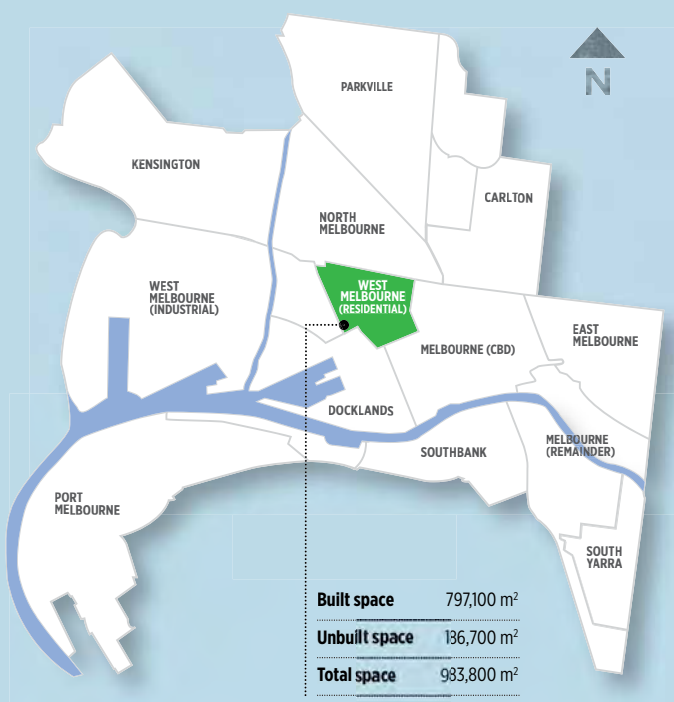 N
PARKVILLE
KENSINGTON
CARLTON
NORTH
MELBOURNE
WEST
MELBOURNE
(INDUSTRIAL)
WEST
MELBOURNE
(RESIDENTIAL)
EAST
MELBOURNE
MELBOURNE (CBD)
DOCKLANDS
SOUTHBANK
MELBOURNE
(REMAINDER)
PORT
MELBOURNE
SOUTH
YARRA
Built space 797,100 m²
Unbuilt space 186,700 m²
Total space 983,800 m²